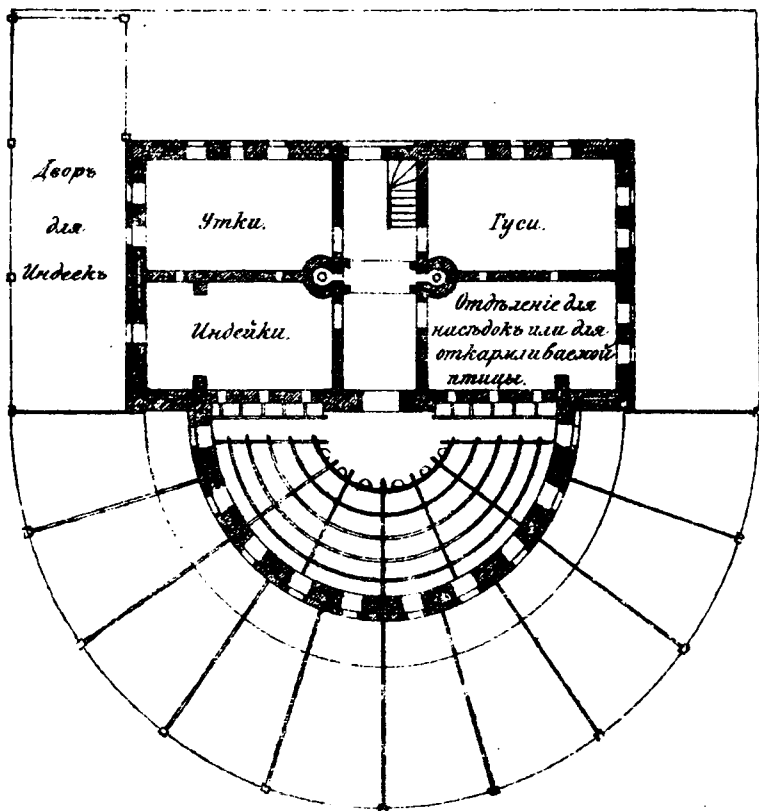 Дворъ
для
Индеекъ
Утки.
Гуси.
Индейки.
Отдѣленіе для
насѣдокъ или для
откармливаемой
птицы.